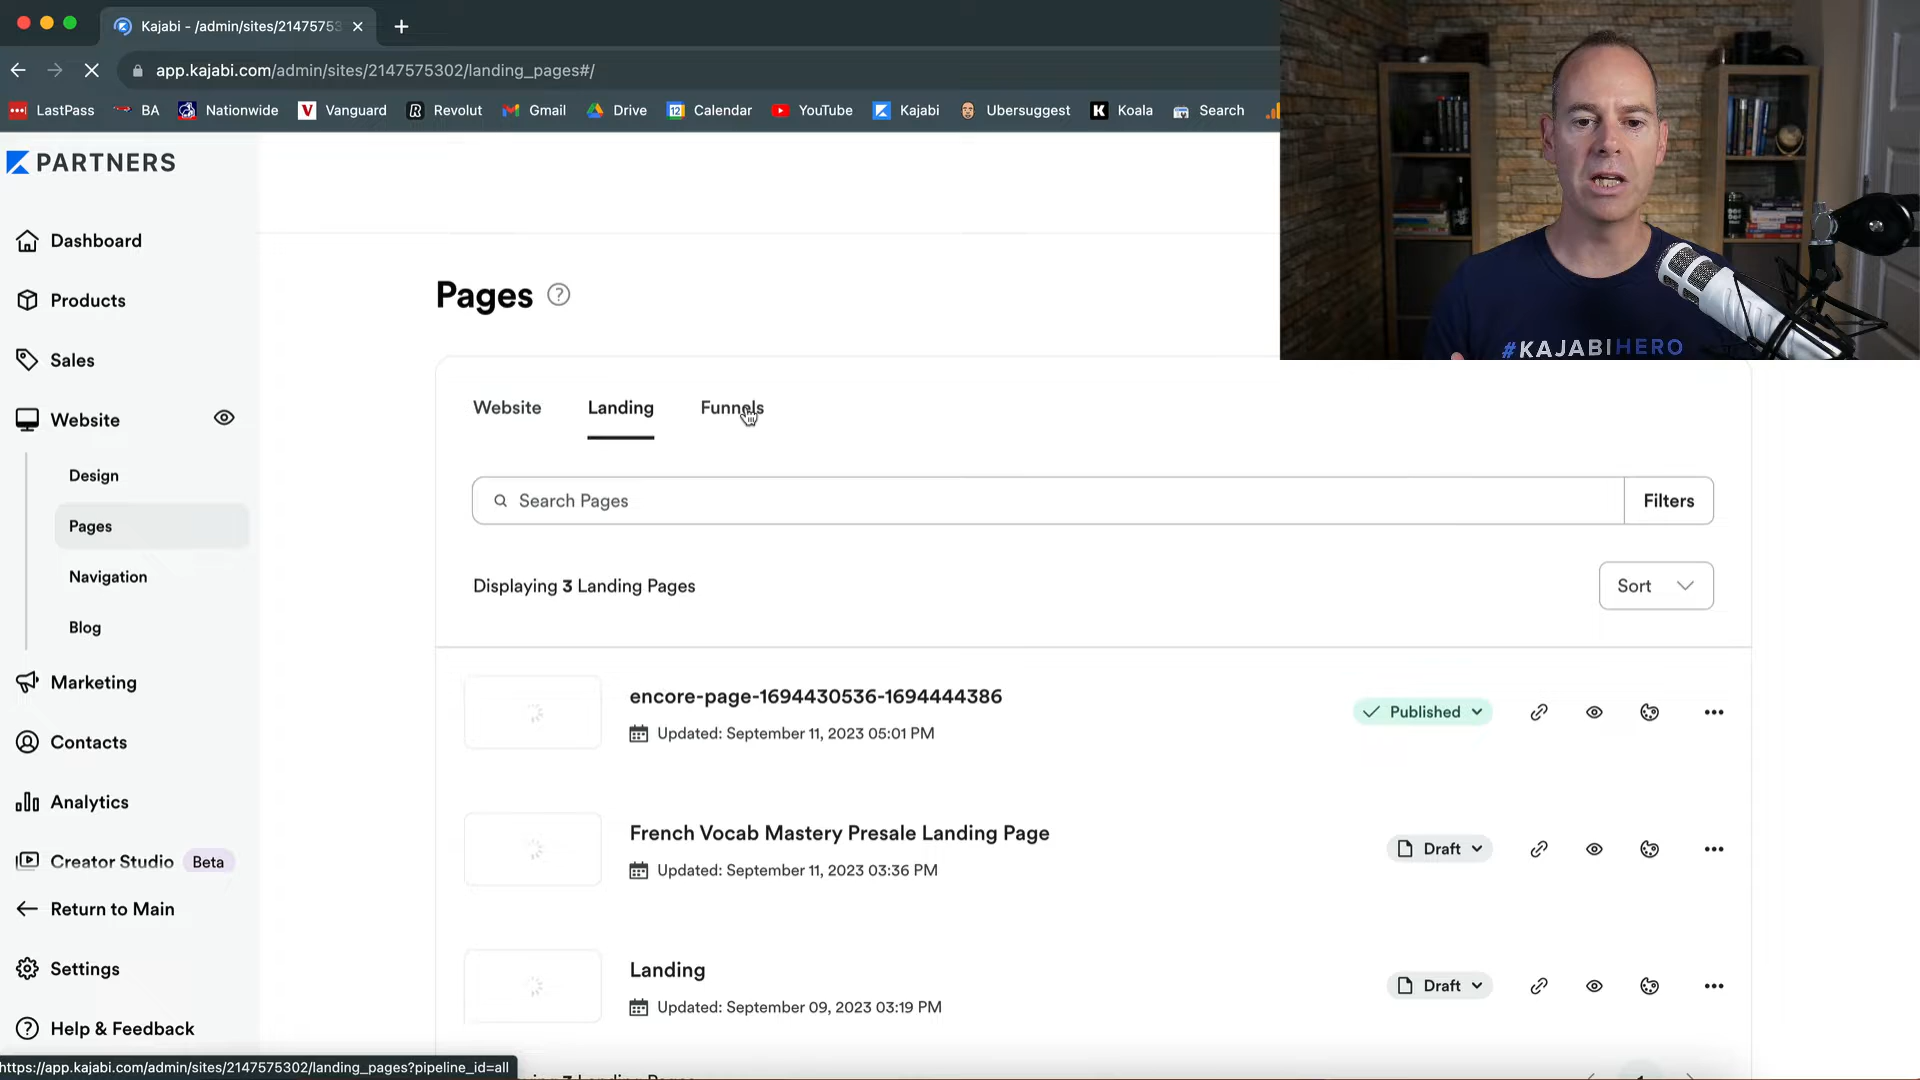 Kajabi - /admin/sites/21475753
app.kajabi.com/admin/sites/2147575302/landing_pages#/
LastPass BA Nationwide Vanguard Revolut Gmail Drive 12 Calendar YouTube Kajabi Ubersuggest K Koala Search
PARTNERS
Dashboard
Products
Sales
Website
Design
Pages
Navigation
Blog
Marketing
Contacts
Analytics
Creator Studio Beta
Return to Main
Settings
Help & Feedback
https://app.kajabi.com/admin/sites/2147575302/landing_pages?pipeline_id=all
Pages ?
Website Landing Funnels
Search Pages Filters
Displaying 3 Landing Pages Sort
encore-page-1694430536-1694444386
Updated: September 11, 2023 05:01 PM
Published
French Vocab Mastery Presale Landing Page
Updated: September 11, 2023 03:36 PM
Draft
Landing
Updated: September 09, 2023 03:19 PM
Draft
#KAJABIHERO